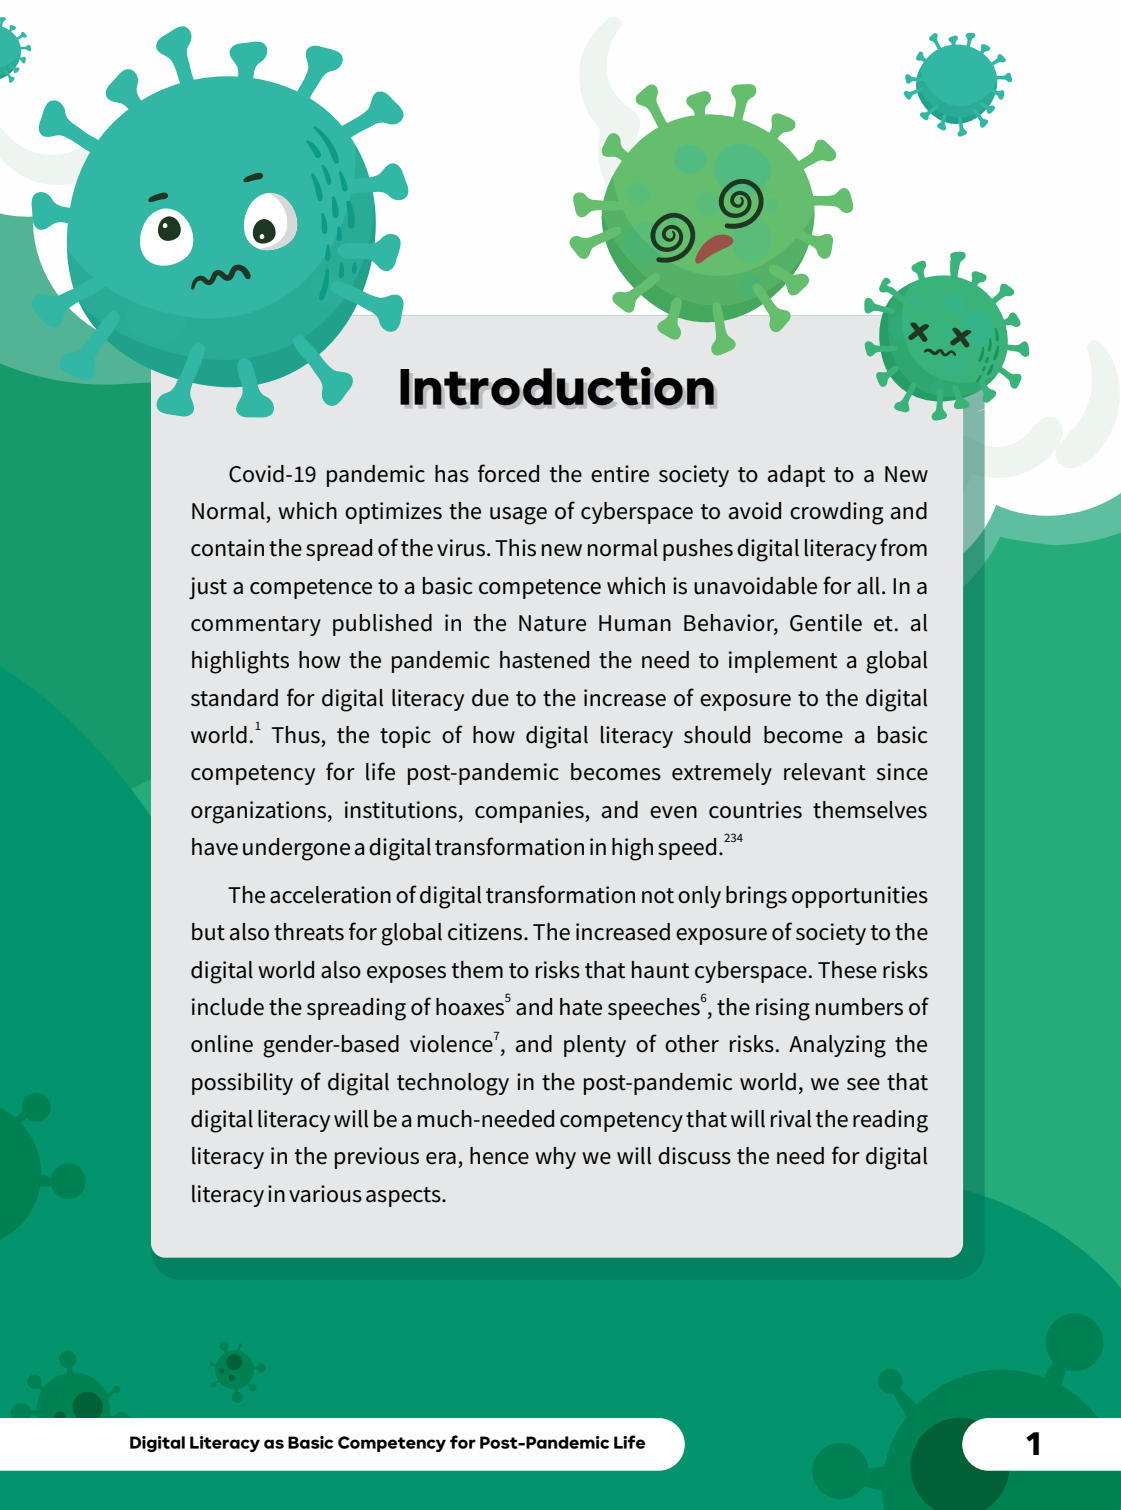 Introduction
Covid-19 pandemic has forced the entire society to adapt to a New
Normal, which optimizes the usage of cyberspace to avoid crowding and
contain the spread of the virus. This new normal pushes digital literacy from
just a competence to a basic competence which is unavoidable for all. In a
commentary published in the Nature Human Behavior, Gentile et. al
highlights how the pandemic hastened the need to implement a global
standard for digital literacy due to the increase of exposure to the digital
world.1 Thus, the topic of how digital literacy should become a basic
competency for life post-pandemic becomes extremely relevant since
organizations, institutions, companies, and even countries themselves
have undergone a digital transformation in high speed.234
The acceleration of digital transformation not only brings opportunities
but also threats for global citizens. The increased exposure of society to the
digital world also exposes them to risks that haunt cyberspace. These risks
include the spreading of hoaxes5 and hate speeches6, the rising numbers of
online gender-based violence7, and plenty of other risks. Analyzing the
possibility of digital technology in the post-pandemic world, we see that
digital literacy will be a much-needed competency that will rival the reading
literacy in the previous era, hence why we will discuss the need for digital
literacy in various aspects.
Digital Literacy as Basic Competency for Post-Pandemic Life
1